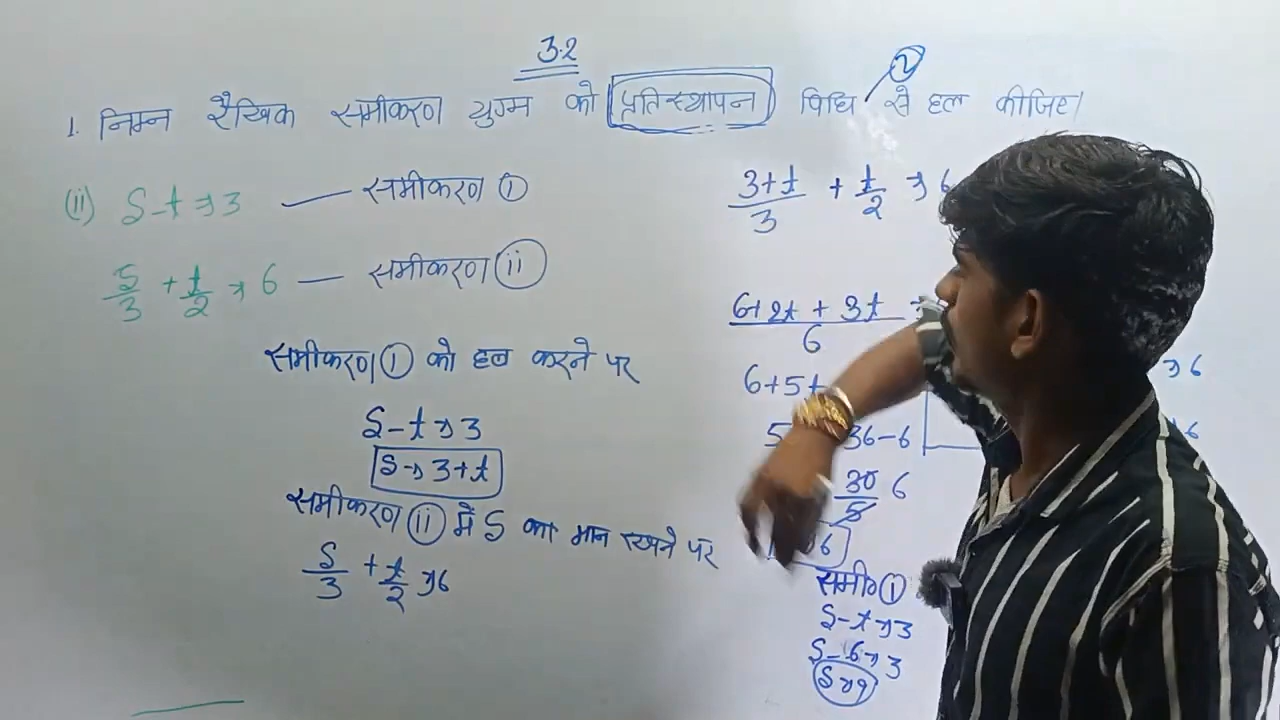 3.2
1. निम्न रैखिक समीकरण युग्म को प्रतिस्थापन विधि से हल कीजिए।
(ii) S-t⇒3 — समीकरण ①
S/3 + t/2 ⇒ 6 — समीकरण (ii)
समीकरण ① को हल करने पर
S-t⇒3
S→3+t
समीकरण (ii) में S का मान रखने पर
S/3 + t/2 ⇒6
3+t/3 + t/2 ⇒ 6
6+2t+3t/6
6+5t
5 36-6
30/5 6
6
समी० ①
S-t⇒3
S-6⇒3
S⇒9
⇒6